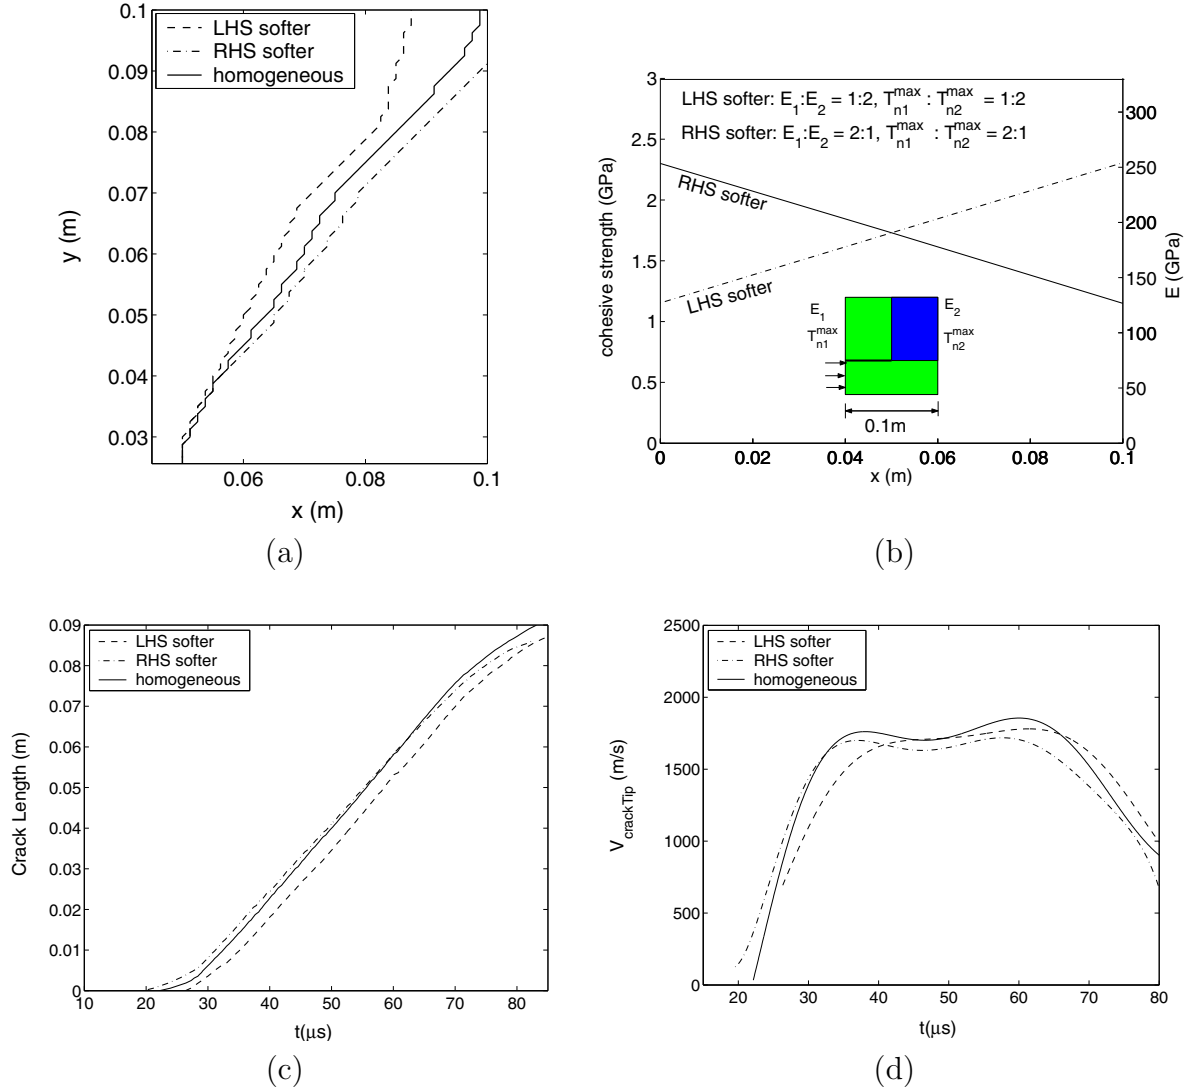 0.1
0.09
0.08
0.07
0.06
0.05
0.04
0.03
y (m)
LHS softer
RHS softer
homogeneous
0.06 0.08 0.1
x (m)
(a)
3
2.5
2
1.5
1
0.5
0
cohesive strength (GPa)
LHS softer: E1:E2 = 1:2, Tn1max : Tn2max = 1:2
RHS softer: E1:E2 = 2:1, Tn1max : Tn2max = 2:1
RHS softer
LHS softer
E1 E2
Tn1max Tn2max
0.1m
300
250
200
150
100
50
0
E (GPa)
0 0.02 0.04 0.06 0.08 0.1
x (m)
(b)
0.09
0.08
0.07
0.06
0.05
0.04
0.03
0.02
0.01
0
Crack Length (m)
LHS softer
RHS softer
homogeneous
10 20 30 40 50 60 70 80
t(μs)
(c)
2500
2000
1500
1000
500
0
VcrackTip (m/s)
LHS softer
RHS softer
homogeneous
20 30 40 50 60 70 80
t(μs)
(d)